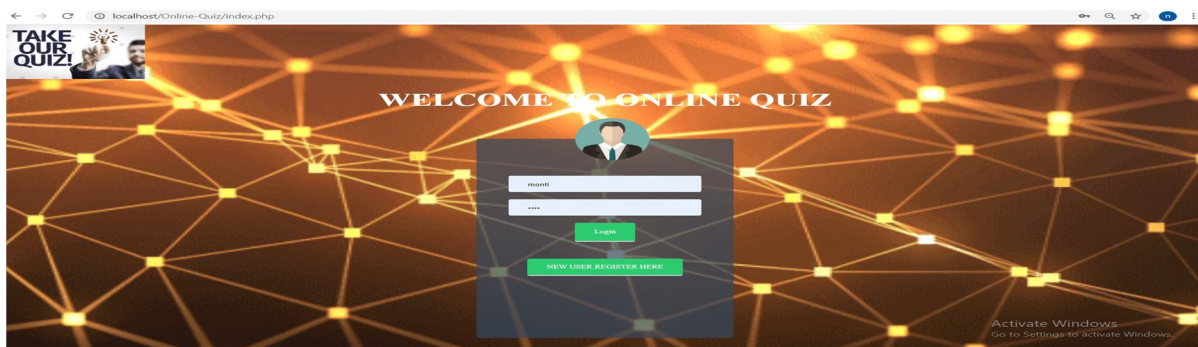 localhost/Online-Quiz/index.php
n
TAKE
OUR
QUIZ!
WELCOME TO ONLINE QUIZ
monti
....
Login
NEW USER REGISTER HERE
Activate Windows
Go to Settings to activate Windows.